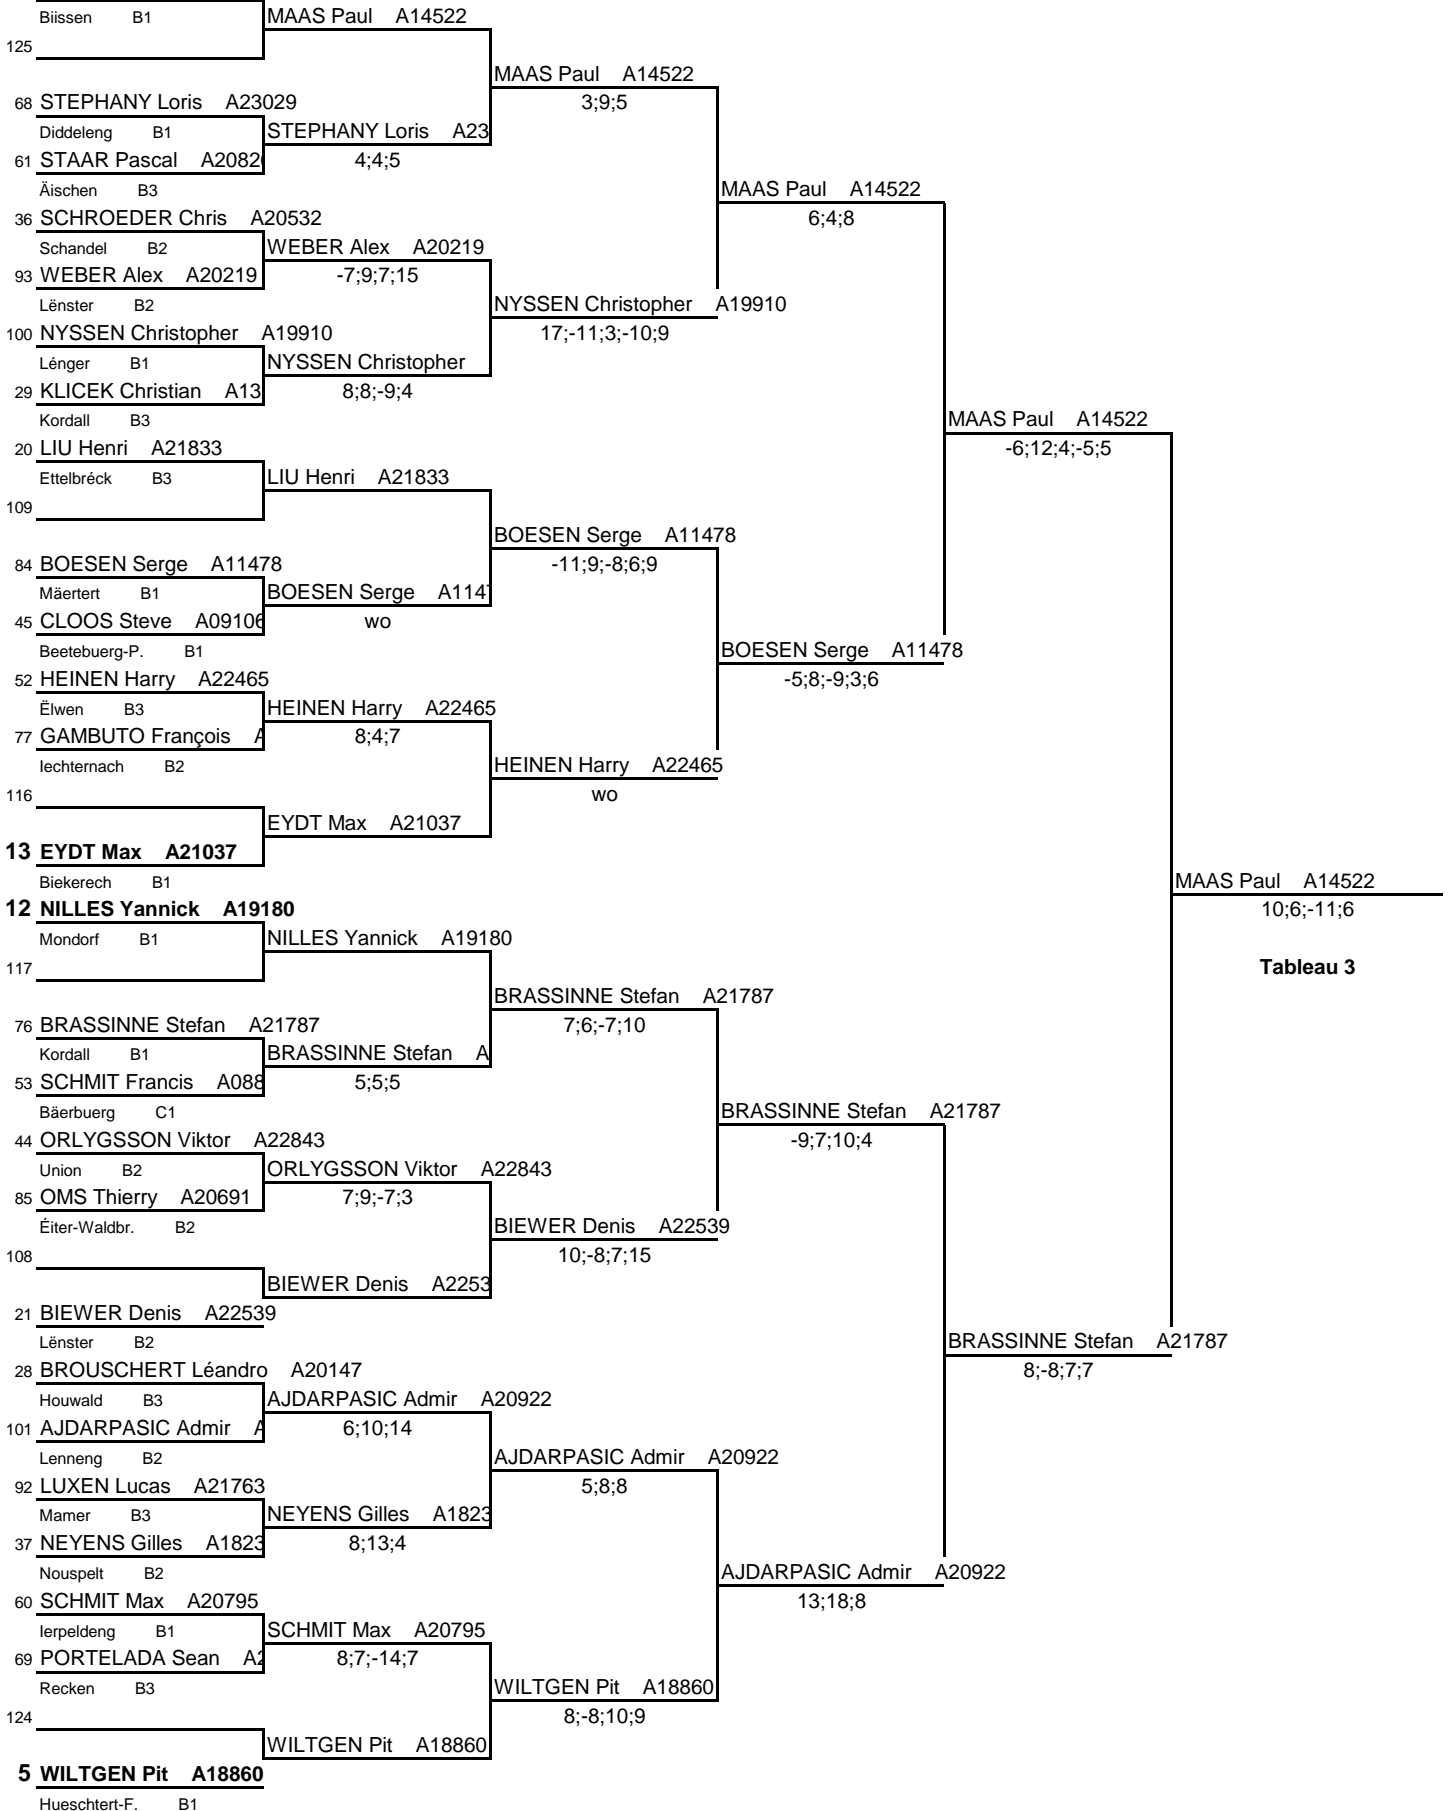 Biissen B1
MAAS Paul A14522
125
MAAS Paul A14522
3;9;5
68 STEPHANY Loris A23029
Diddeleng B1
STEPHANY Loris A23
4;4;5
61 STAAR Pascal A2082
Äischen B3
MAAS Paul A14522
6;4;8
36 SCHROEDER Chris A20532
Schandel B2
WEBER Alex A20219
-7;9;7;15
93 WEBER Alex A20219
Lënster B2
NYSSEN Christopher A19910
17;-11;3;-10;9
100 NYSSEN Christopher A19910
Lénger B1
NYSSEN Christopher
8;8;-9;4
29 KLICEK Christian A13
Kordall B3
MAAS Paul A14522
-6;12;4;-5;5
20 LIU Henri A21833
Ettelbréck B3
LIU Henri A21833
109
BOESEN Serge A11478
-11;9;-8;6;9
84 BOESEN Serge A11478
Mäertert B1
BOESEN Serge A114
wo
45 CLOOS Steve A09106
Beetebuerg-P. B1
BOESEN Serge A11478
-5;8;-9;3;6
52 HEINEN Harry A22465
Ëlwen B3
HEINEN Harry A22465
8;4;7
77 GAMBUTO François A
Iechternach B2
HEINEN Harry A22465
wo
116
EYDT Max A21037
13 EYDT Max A21037
Biekerech B1
MAAS Paul A14522
10;6;-11;6
Tableau 3
12 NILLES Yannick A19180
Mondorf B1
NILLES Yannick A19180
117
BRASSINNE Stefan A21787
7;6;-7;10
76 BRASSINNE Stefan A21787
Kordall B1
BRASSINNE Stefan A
5;5;5
53 SCHMIT Francis A088
Bäerbuerg C1
BRASSINNE Stefan A21787
-9;7;10;4
44 ORLYGSSON Viktor A22843
Union B2
ORLYGSSON Viktor A22843
7;9;-7;3
85 OMS Thierry A20691
Éiter-Waldbr. B2
BIEWER Denis A22539
10;-8;7;15
108
BIEWER Denis A2253
21 BIEWER Denis A22539
Lënster B2
BRASSINNE Stefan A21787
8;-8;7;7
28 BROUSCHERT Léandro A20147
Houwald B3
AJDARPASIC Admir A20922
6;10;14
101 AJDARPASIC Admir A
Lenneng B2
AJDARPASIC Admir A20922
5;8;8
92 LUXEN Lucas A21763
Mamer B3
NEYENS Gilles A1823
8;13;4
37 NEYENS Gilles A1823
Nouspelt B2
AJDARPASIC Admir A20922
13;18;8
60 SCHMIT Max A20795
Ierpeldeng B1
SCHMIT Max A20795
8;7;-14;7
69 PORTELADA Sean A2
Recken B3
WILTGEN Pit A18860
8;-8;10;9
124
WILTGEN Pit A18860
5 WILTGEN Pit A18860
Hueschtert-F. B1